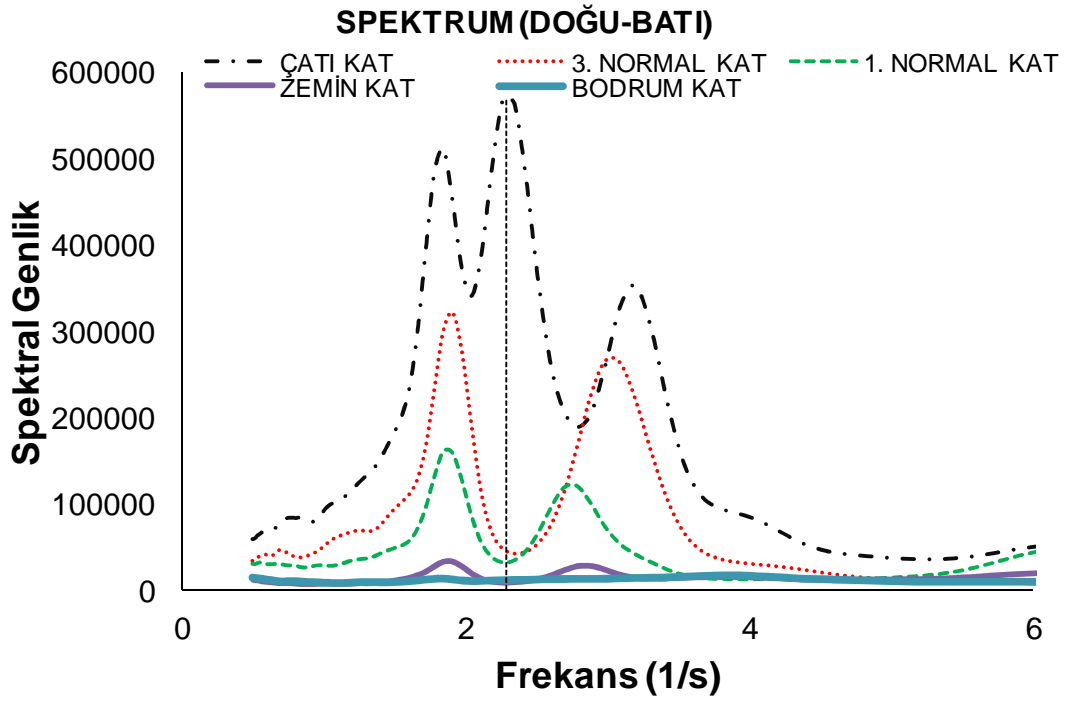 SPEKTRUM (DOĞU-BATI)
ÇATI KAT
3. NORMAL KAT
1. NORMAL KAT
ZEMİN KAT
BODRUM KAT
Spektral Genlik
600000
500000
400000
300000
200000
100000
0
0
2
4
6
Frekans (1/s)